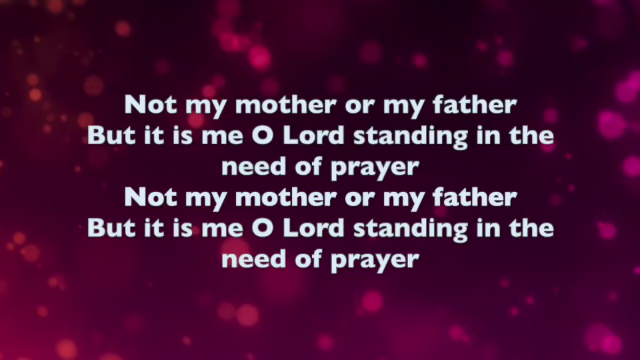 Not my mother or my father
But it is me O Lord standing in the
need of prayer
Not my mother or my father
But it is me O Lord standing in the
need of prayer